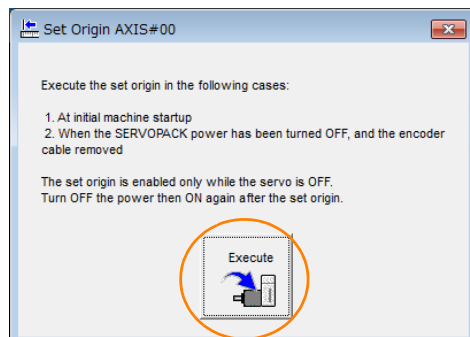 Set Origin AXIS#00
Execute the set origin in the following cases:
1. At initial machine startup
2. When the SERVOPACK power has been turned OFF, and the encoder
cable removed
The set origin is enabled only while the servo is OFF.
Turn OFF the power then ON again after the set origin.
Execute